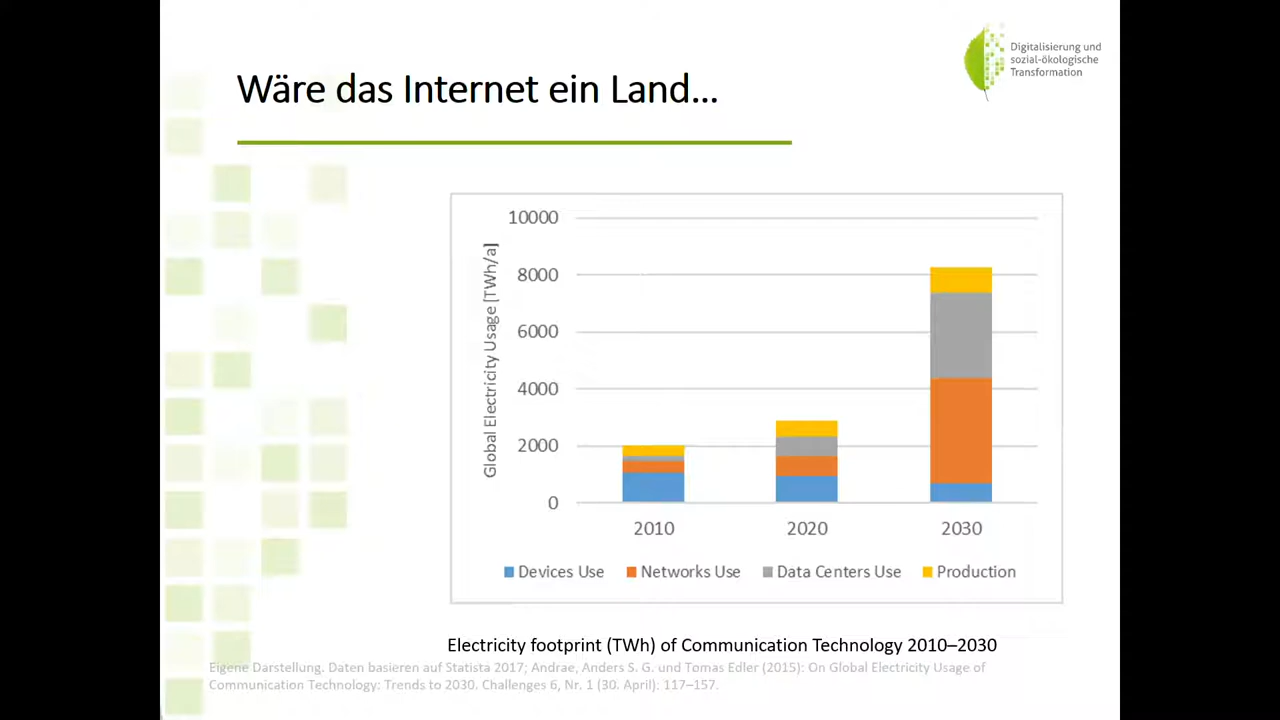 Digitalisierung und
sozial-ökologische
Transformation
Wäre das Internet ein Land...
Global Electricity Usage [TWh/a]
10000
8000
6000
4000
2000
0
2010 2020 2030
Devices Use Networks Use Data Centers Use Production
Electricity footprint (TWh) of Communication Technology 2010–2030
Eigene Darstellung. Daten basieren auf Statista 2017; Andrae, Anders S. G. und Tomas Edler (2015): On Global Electricity Usage of
Communication Technology: Trends to 2030. Challenges 6, Nr. 1 (30. April): 117–157.